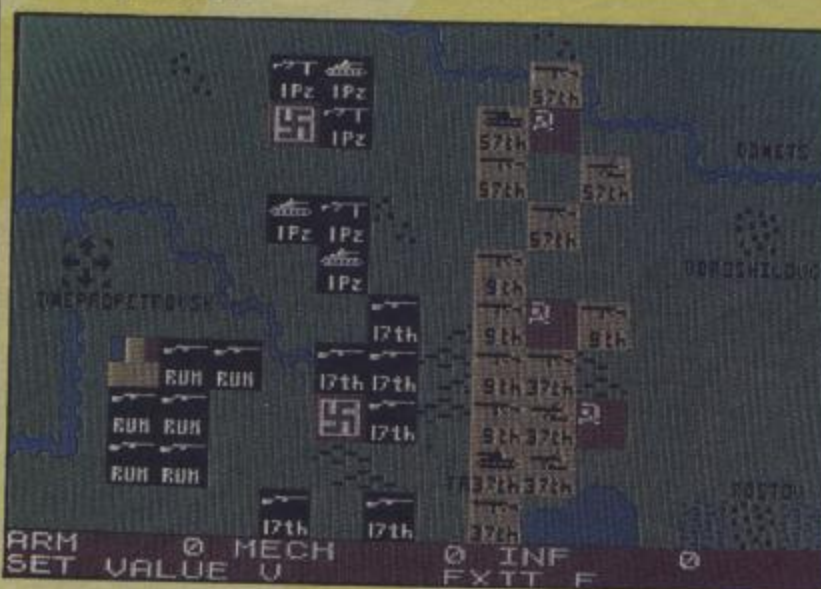 1Pz 1Pz 57th
1Pz 57th
DONETS
57th 57th
1Pz 1Pz 57th
1Pz 9th
DNEPROPETROVSK
17th 9th 9th
RUM RUM 17th 17th 9th 37th
RUM RUM 17th 9th 37th
RUM RUM 37th 37th
ROSTOV
17th 17th 37th
ARM 0 MECH 0 INF 0
SET VALUE V EXIT E